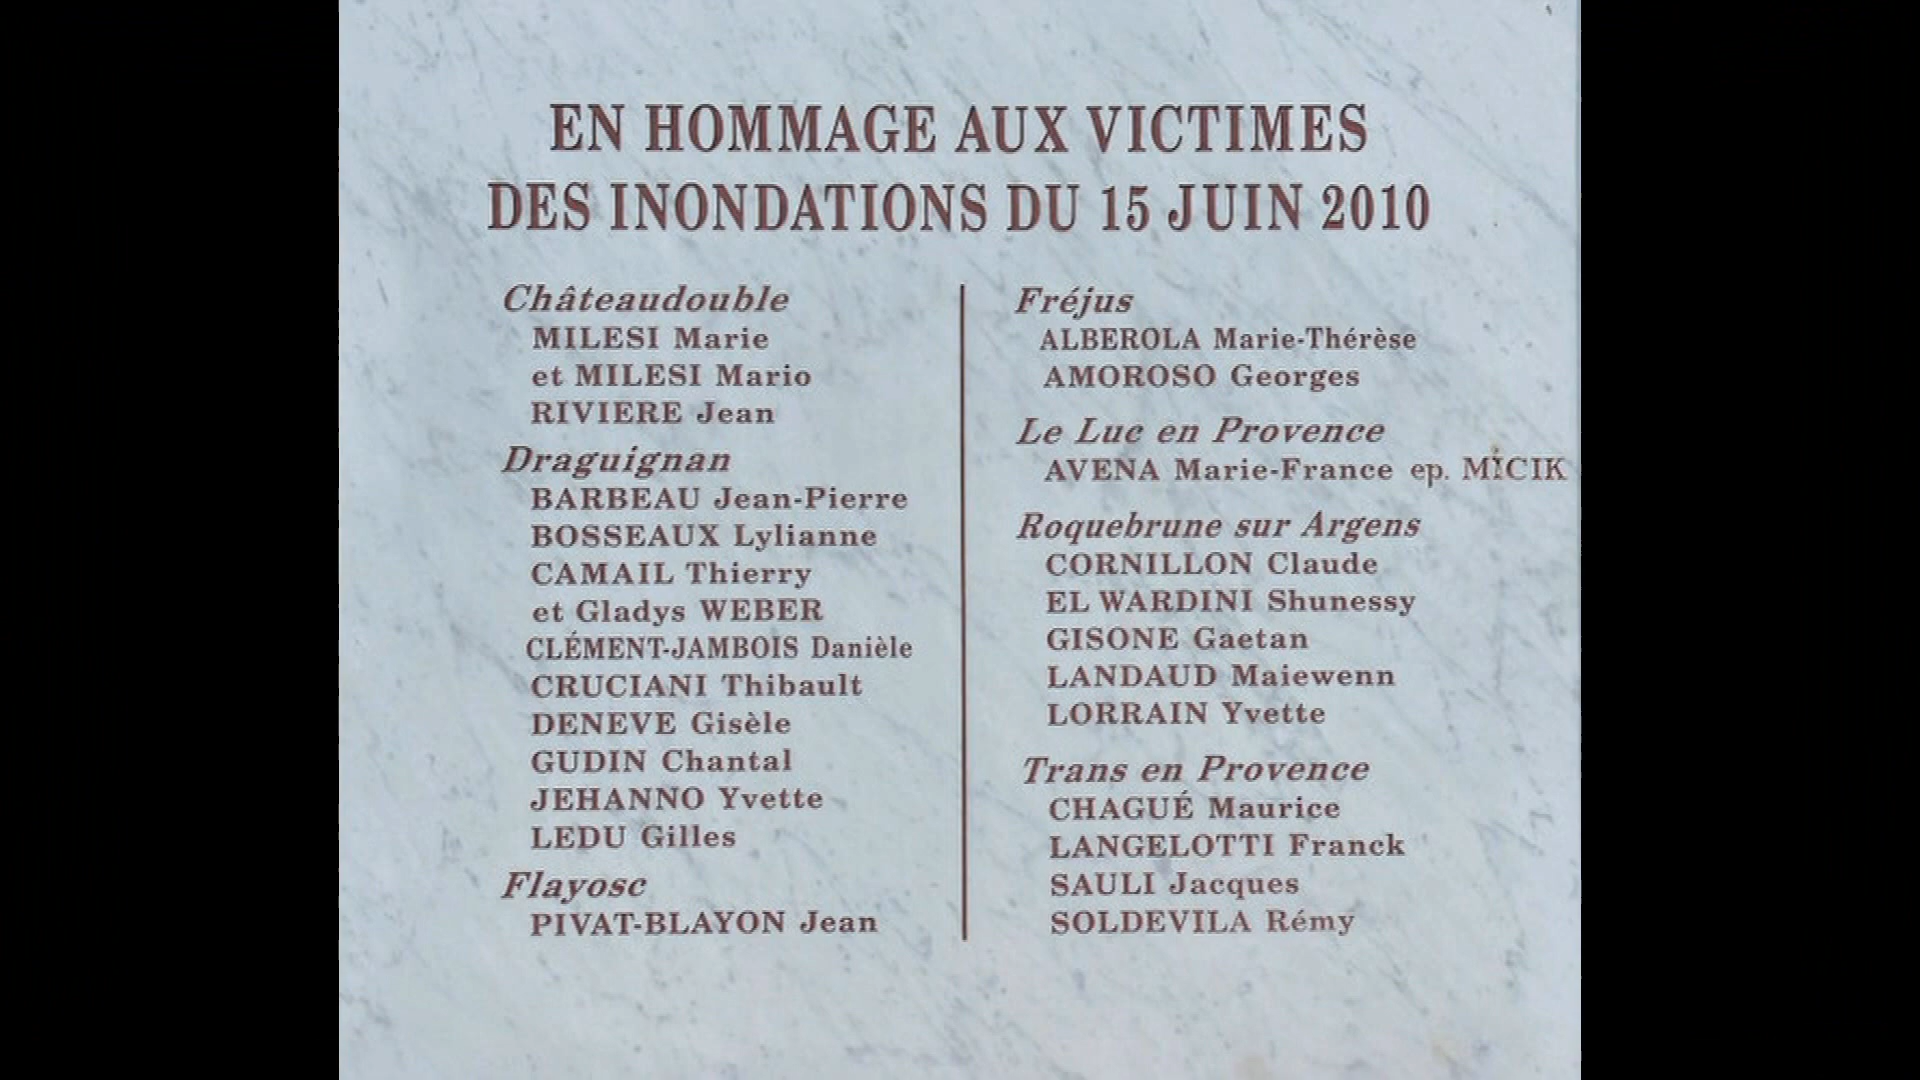 EN HOMMAGE AUX VICTIMES
DES INONDATIONS DU 15 JUIN 2010
Châteaudouble
MILESI Marie
et MILESI Mario
RIVIERE Jean
Draguignan
BARBEAU Jean-Pierre
BOSSEAUX Lylianne
CAMAIL Thierry
et Gladys WEBER
CLÉMENT-JAMBOIS Danièle
CRUCIANI Thibault
DENEVE Gisèle
GUDIN Chantal
JEHANNO Yvette
LEDU Gilles
Flayosc
PIVAT-BLAYON Jean
Fréjus
ALBEROLA Marie-Thérèse
AMOROSO Georges
Le Luc en Provence
AVENA Marie-France ep. MICIK
Roquebrune sur Argens
CORNILLON Claude
EL WARDINI Shunessy
GISONE Gaetan
LANDAUD Maiewenn
LORRAIN Yvette
Trans en Provence
CHAGUÉ Maurice
LANGELOTTI Franck
SAULI Jacques
SOLDEVILA Rémy